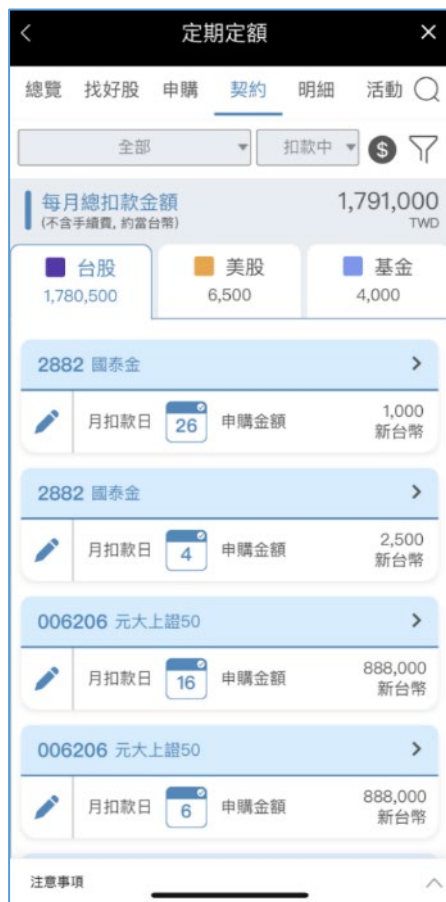 定期定額
總覽 找好股 申購 契約 明細 活動
全部 扣款中 $
每月總扣款金額 1,791,000
(不含手續費, 約當台幣) TWD
台股 美股 基金
1,780,500 6,500 4,000
2882 國泰金
月扣款日 26 申購金額 1,000
新台幣
2882 國泰金
月扣款日 4 申購金額 2,500
新台幣
006206 元大上證50
月扣款日 16 申購金額 888,000
新台幣
006206 元大上證50
月扣款日 6 申購金額 888,000
新台幣
注意事項